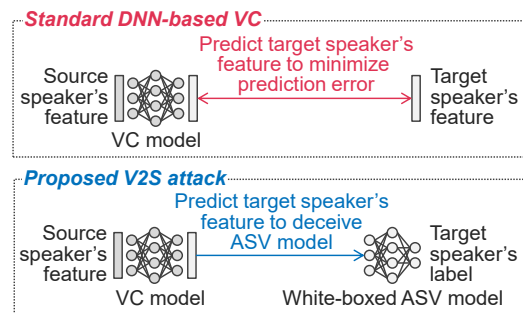 Standard DNN-based VC
Predict target speaker's
feature to minimize
prediction error
Source
speaker's
feature
VC model
Target
speaker's
feature
Proposed V2S attack
Predict target speaker's
feature to deceive
ASV model
Source
speaker's
feature
VC model
Target
speaker's
label
White-boxed ASV model